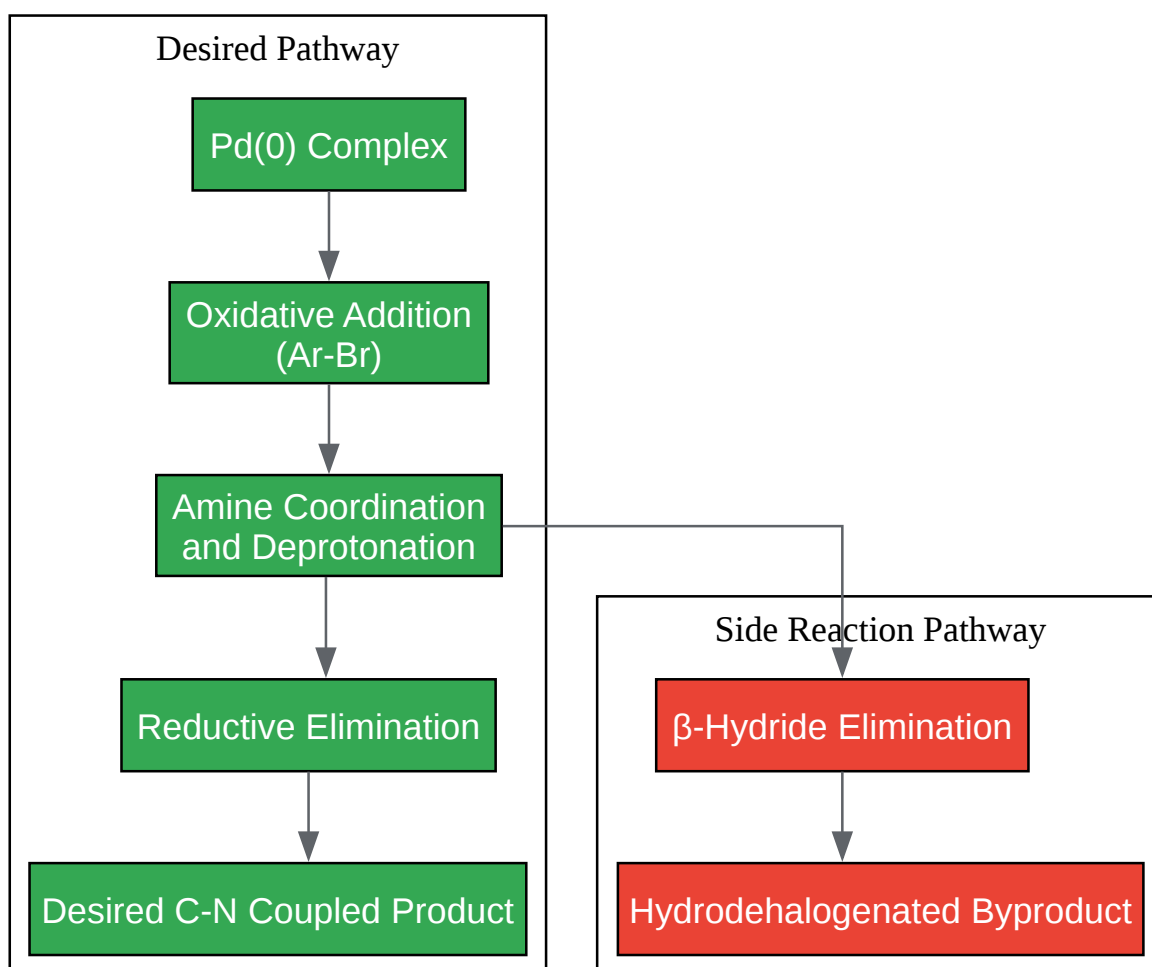 Desired Pathway
Pd(0) Complex
Oxidative Addition
(Ar-Br)
Amine Coordination
and Deprotonation
Reductive Elimination
Desired C-N Coupled Product
Side Reaction Pathway
β-Hydride Elimination
Hydrodehalogenated Byproduct